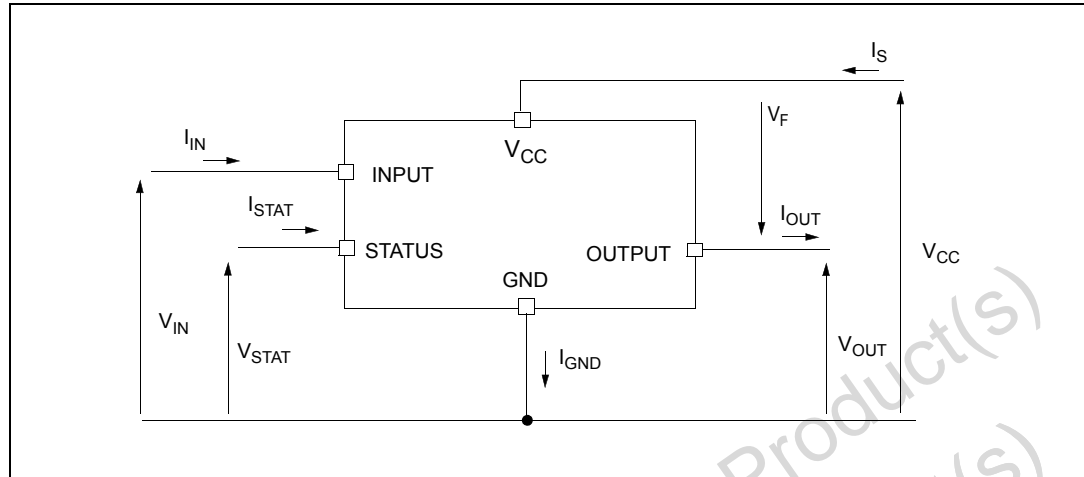 I_S
V_F
I_IN
V_CC
INPUT
I_STAT
I_OUT
STATUS
OUTPUT
V_CC
GND
V_IN
V_STAT
I_GND
V_OUT
Product(s)
(s)